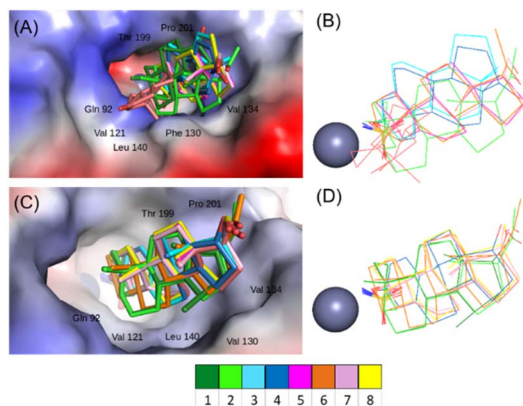 (A)
Thr 199
Pro 201
Gln 92
Val 134
Val 121
Phe 130
Leu 140
(B)
(C)
Thr 199
Pro 201
Gln 92
Val 134
Val 121
Leu 140
Val 130
(D)
1 2 3 4 5 6 7 8